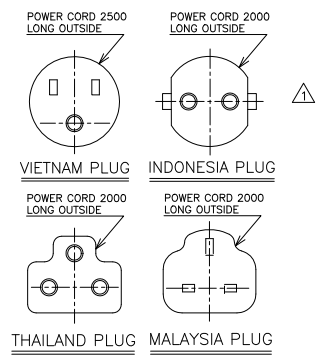 POWER CORD 2500
LONG OUTSIDE
POWER CORD 2000
LONG OUTSIDE
1
VIETNAM PLUG
INDONESIA PLUG
POWER CORD 2000
LONG OUTSIDE
POWER CORD 2000
LONG OUTSIDE
THAILAND PLUG
MALAYSIA PLUG